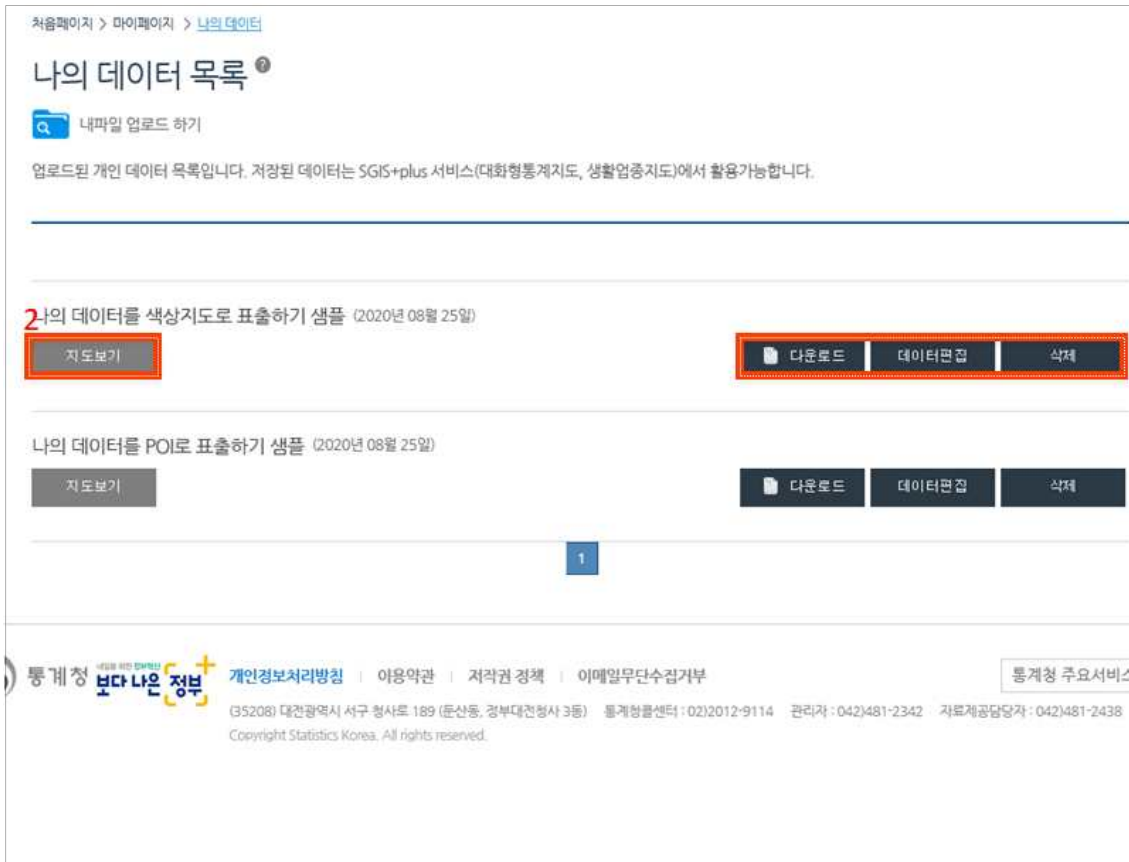 처음페이지 > 마이페이지 > 나의 데이터
나의 데이터 목록 ?
내파일 업로드 하기
업로드된 개인 데이터 목록입니다. 저장된 데이터는 SGIS+plus 서비스(대화형통계지도, 생활업종지도)에서 활용가능합니다.
2
나의 데이터를 색상지도로 표출하기 샘플 (2020년 08월 25일)
지도보기 다운로드 데이터편집 삭제
나의 데이터를 POI로 표출하기 샘플 (2020년 08월 25일)
지도보기 다운로드 데이터편집 삭제
1
통계청 내일을 위한 정부혁신 보다 나은 정부 개인정보처리방침 이용약관 저작권 정책 이메일무단수집거부 통계청 주요서비스
(35208) 대전광역시 서구 청사로 189 (둔산동, 정부대전청사 3동) 통계청콜센터 : 02)2012-9114 관리자 : 042)481-2342 자료제공담당자 : 042)481-2438
Copyright Statistics Korea. All rights reserved.